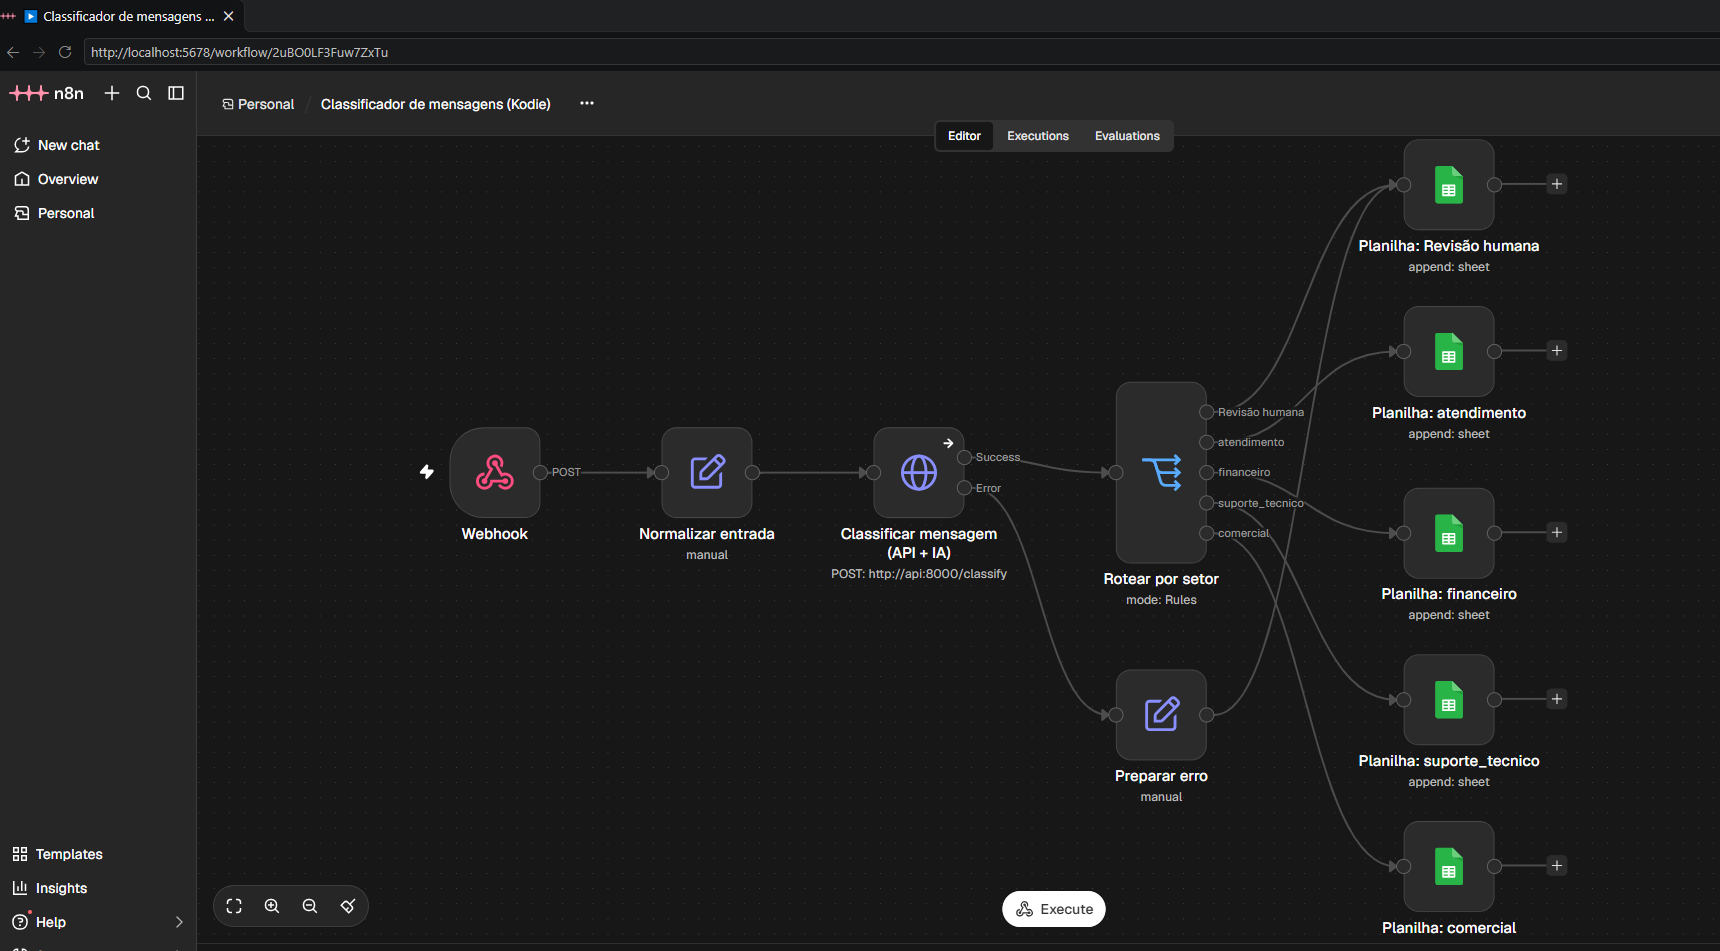 Classificador de mensagens ...
http://localhost:5678/workflow/2uBO0LF3Fuw7ZxTu
n8n
Personal / Classificador de mensagens (Kodie) ...
Editor Executions Evaluations
New chat
Overview
Personal
Planilha: Revisão humana
append: sheet
Planilha: atendimento
append: sheet
Revisão humana
atendimento
financeiro
suporte_tecnico
comercial
POST
Success
Error
Webhook
Normalizar entrada
manual
Classificar mensagem
(API + IA)
POST: http://api:8000/classify
Rotear por setor
mode: Rules
Planilha: financeiro
append: sheet
Preparar erro
manual
Planilha: suporte_tecnico
append: sheet
Planilha: comercial
Templates
Insights
Help
Execute